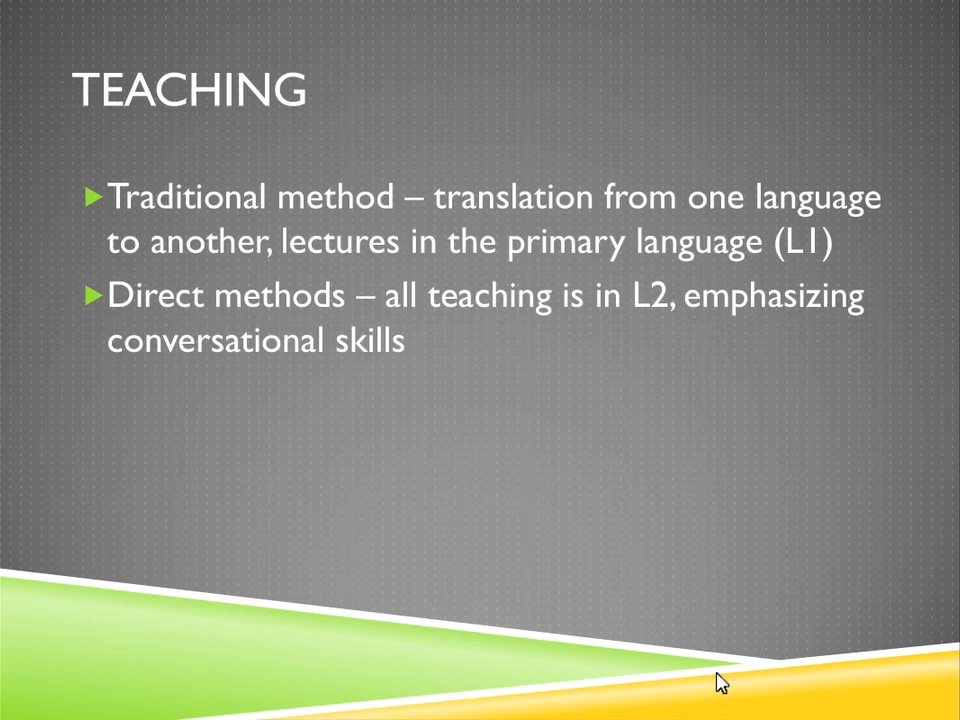 TEACHING
Traditional method – translation from one language
to another, lectures in the primary language (L1)
Direct methods – all teaching is in L2, emphasizing
conversational skills